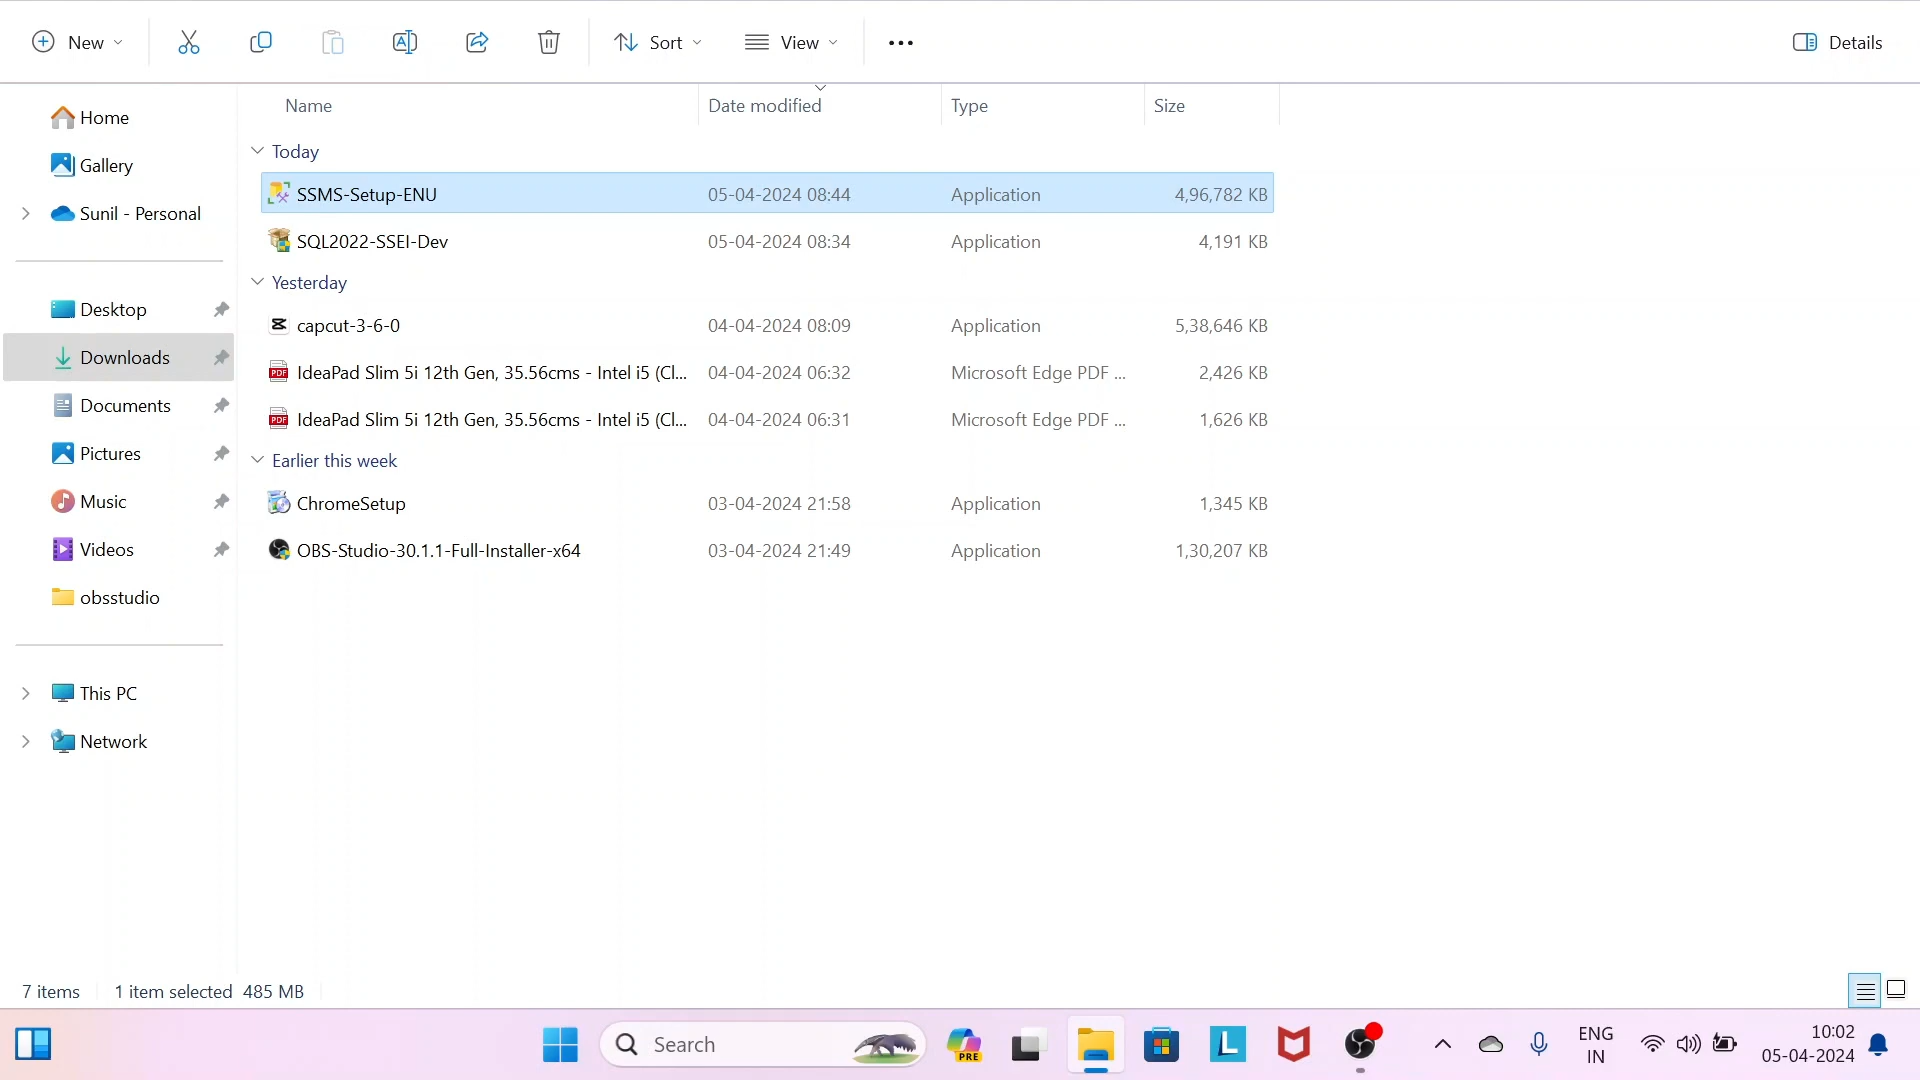 New Sort View ••• Details
Name Date modified Type Size
Home
Gallery
Sunil - Personal
Desktop
Downloads
Documents
Pictures
Music
Videos
obsstudio
This PC
Network
Today
SSMS-Setup-ENU 05-04-2024 08:44 Application 4,96,782 KB
SQL2022-SSEI-Dev 05-04-2024 08:34 Application 4,191 KB
Yesterday
capcut-3-6-0 04-04-2024 08:09 Application 5,38,646 KB
PDF IdeaPad Slim 5i 12th Gen, 35.56cms - Intel i5 (Cl... 04-04-2024 06:32 Microsoft Edge PDF ... 2,426 KB
PDF IdeaPad Slim 5i 12th Gen, 35.56cms - Intel i5 (Cl... 04-04-2024 06:31 Microsoft Edge PDF ... 1,626 KB
Earlier this week
ChromeSetup 03-04-2024 21:58 Application 1,345 KB
OBS-Studio-30.1.1-Full-Installer-x64 03-04-2024 21:49 Application 1,30,207 KB
7 items 1 item selected 485 MB
Search PRE L ENG 10:02
IN 05-04-2024